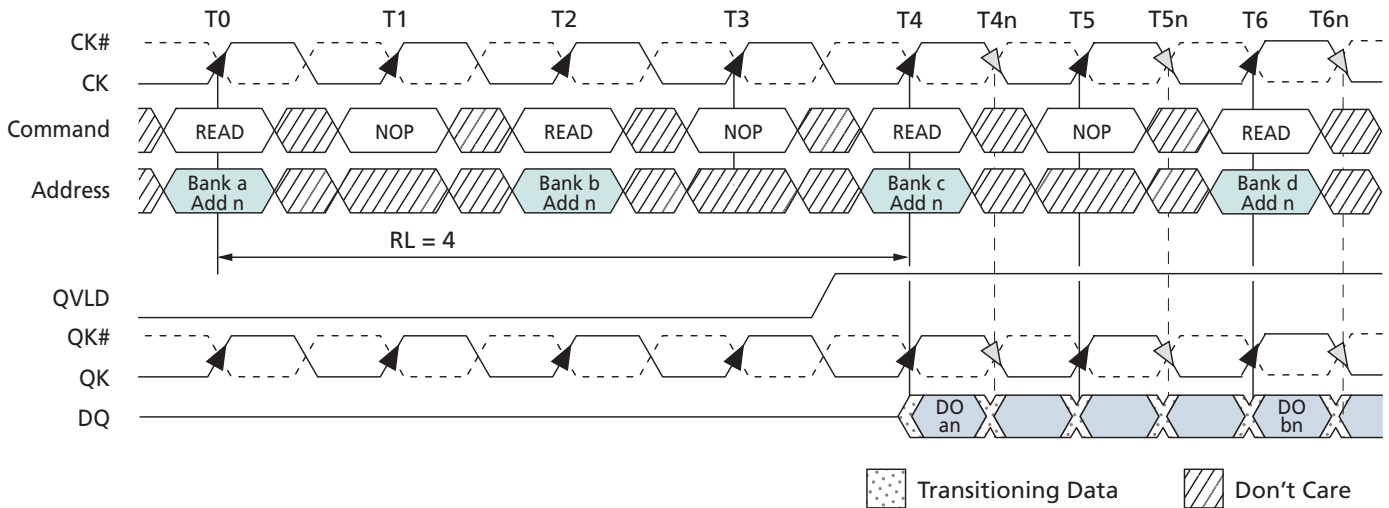 T0 T1 T2 T3 T4 T4n T5 T5n T6 T6n
CK#
CK
Command READ NOP READ NOP READ NOP READ
Address Bank a Bank b Bank c Bank d
Add n Add n Add n Add n
RL = 4
QVLD
QK#
QK
DQ DO DO
an bn
Transitioning Data Don't Care